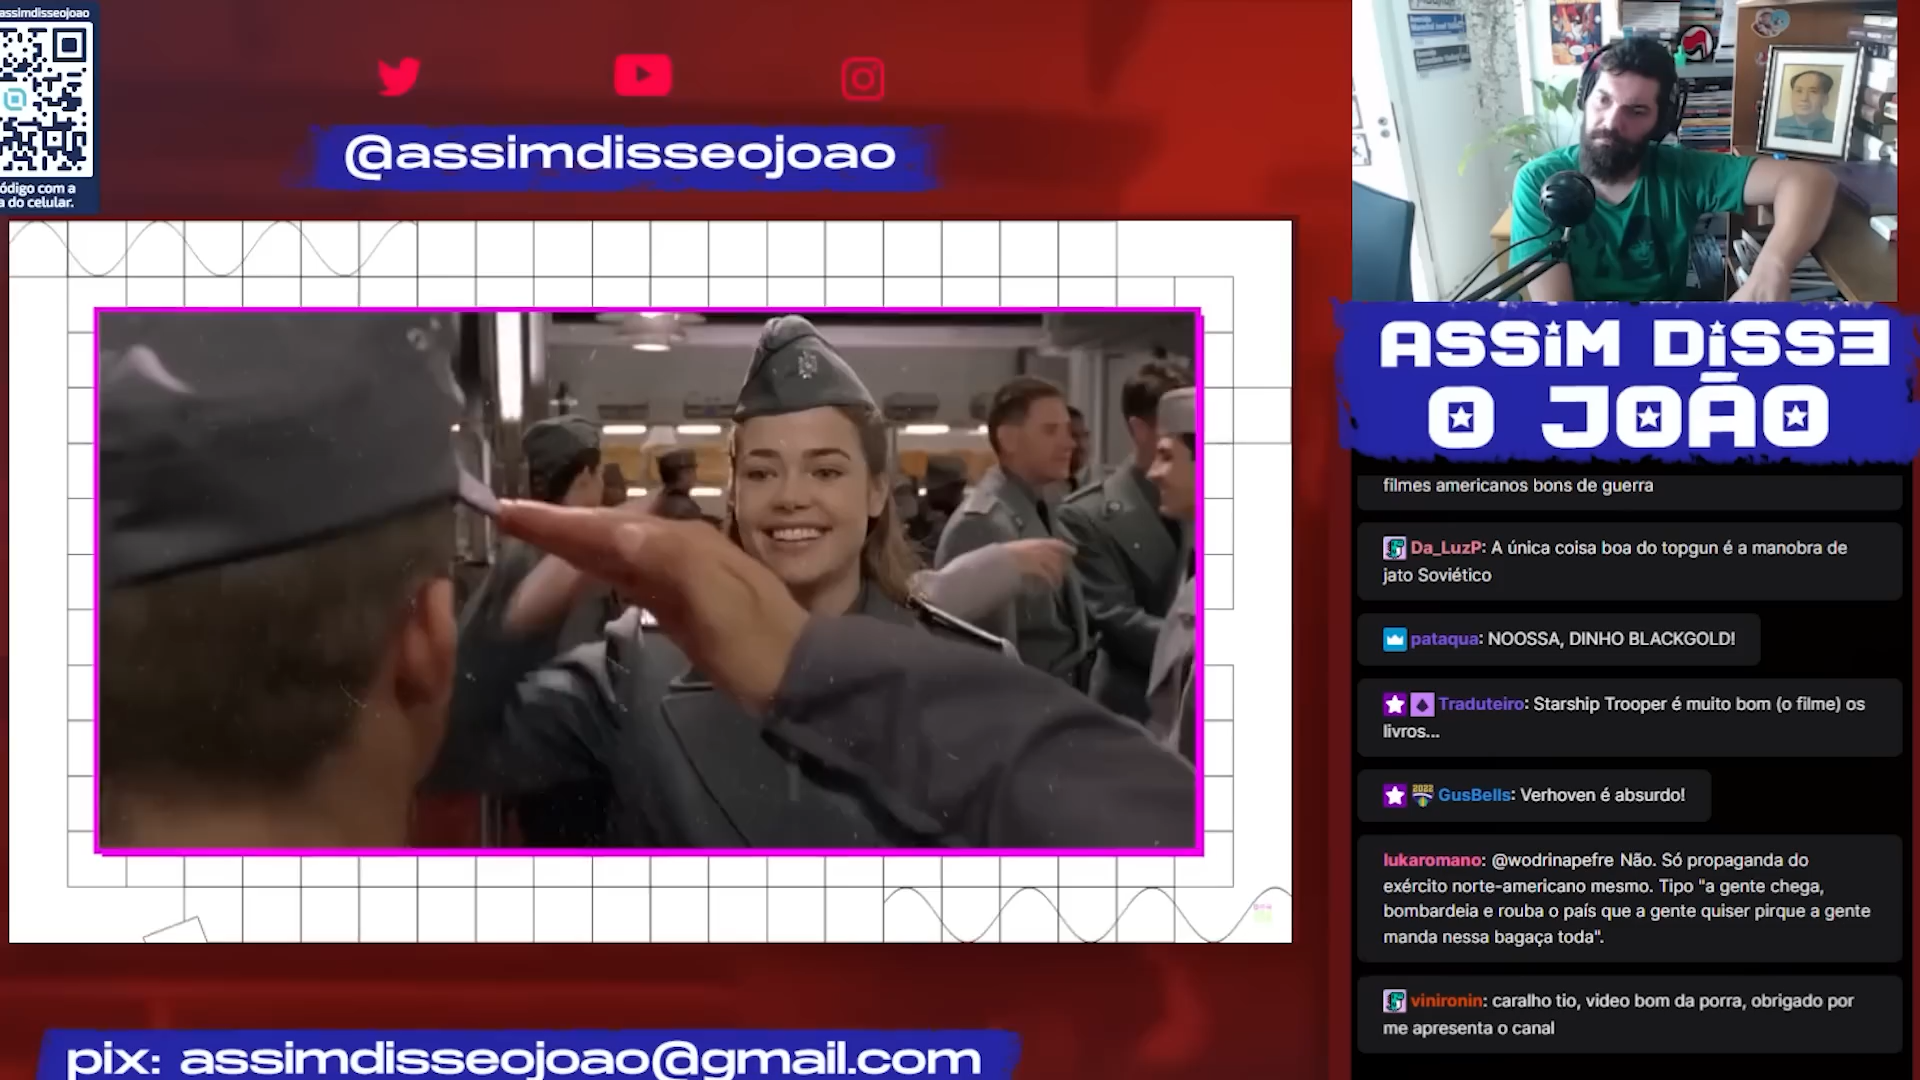 assimdisseojoao
ódigo com a
a do celular.
@assimdisseojoao
ASSIM DISSE
O JOÃO
filmes americanos bons de guerra
Da_LuzP: A única coisa boa do topgun é a manobra de
jato Soviético
pataqua: NOOSSA, DINHO BLACKGOLD!
Traduteiro: Starship Trooper é muito bom (o filme) os
livros...
GusBells: Verhoven é absurdo!
lukaromano: @wodrinapefre Não. Só propaganda do
exército norte-americano mesmo. Tipo "a gente chega,
bombardeia e rouba o país que a gente quiser pirque a gente
manda nessa bagaça toda".
vinironin: caralho tio, video bom da porra, obrigado por
me apresenta o canal
pix: assimdisseojoao@gmail.com